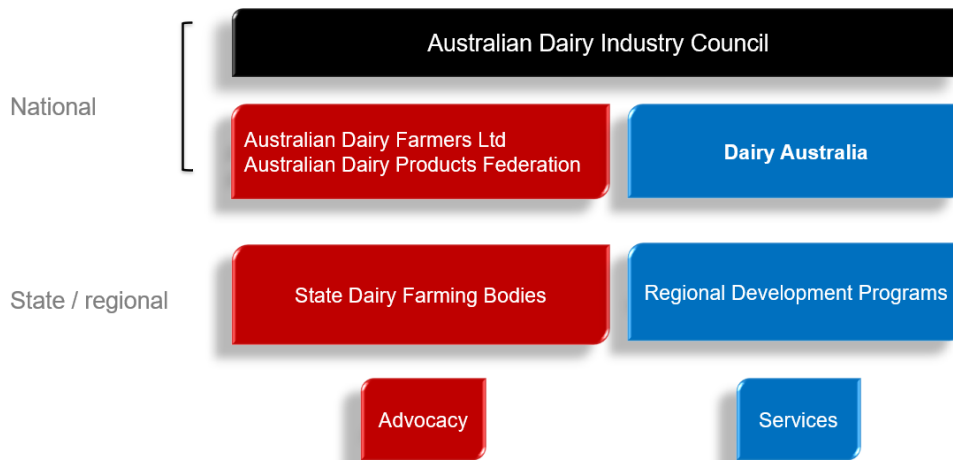 Australian Dairy Industry Council
National
Australian Dairy Farmers Ltd
Australian Dairy Products Federation
Dairy Australia
State / regional
State Dairy Farming Bodies
Regional Development Programs
Advocacy
Services